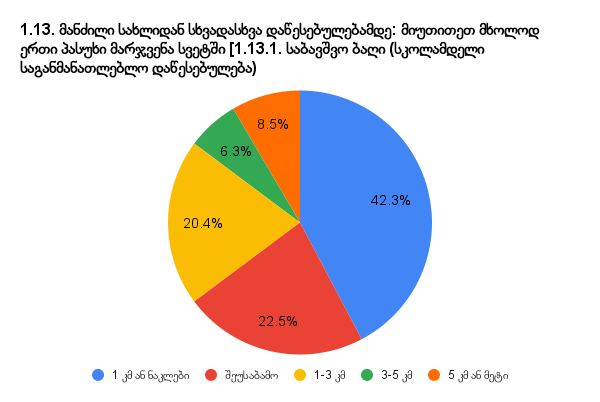 1.13. მანძილი სახლიდან სხვადასხვა დაწესებულებამდე: მიუთითეთ მხოლოდ
ერთი პასუხი მარჯვენა სვეტში [1.13.1. საბავშვო ბაღი (სკოლამდელი
საგანმანათლებლო დაწესებულება)
8.5%
6.3%
42.3%
20.4%
22.5%
1 კმ ან ნაკლები შეუსაბამო 1-3 კმ 3-5 კმ 5 კმ ან მეტი